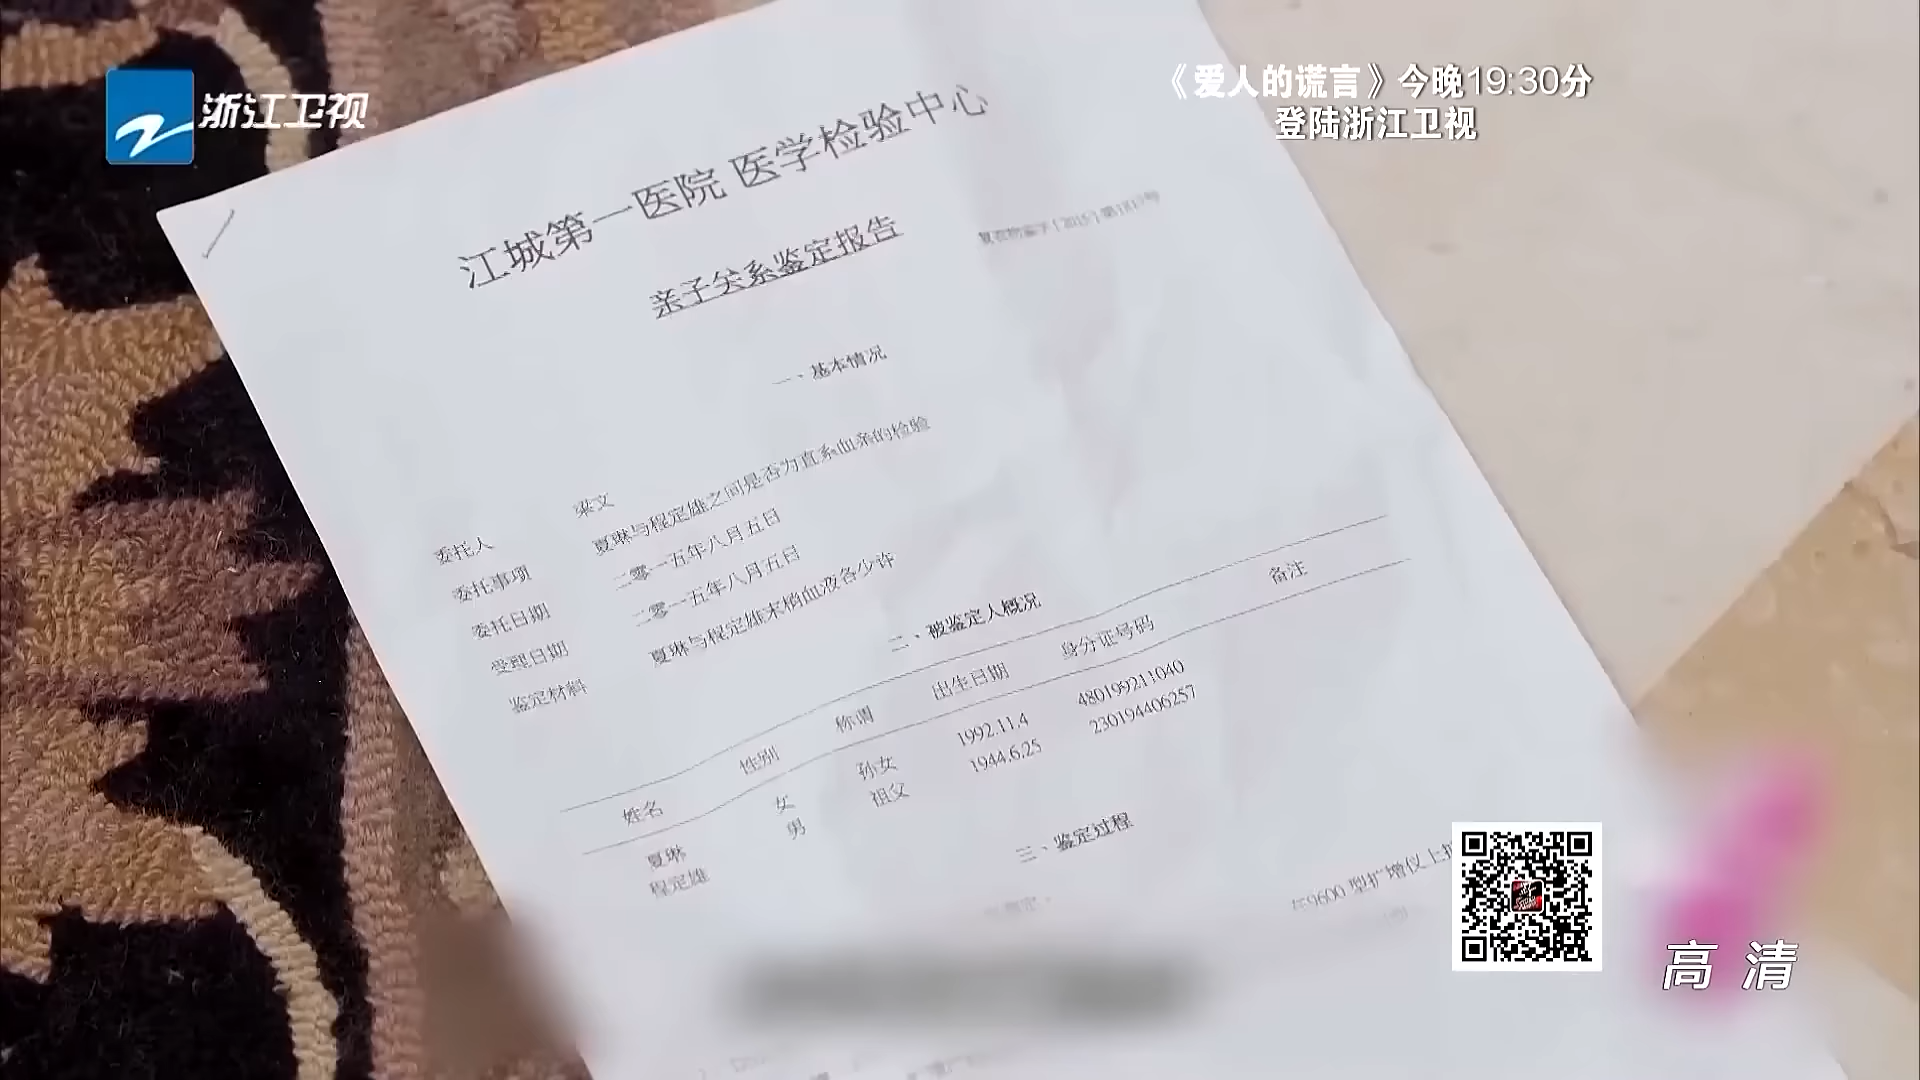 浙江卫视
《爱人的谎言》今晚19:30分
登陆浙江卫视
江城第一医院 医学检验中心
亲子关系鉴定报告
一、基本情况
委托人 梁文
委托事项 夏琳与程定雄之间是否为直系血亲的检验
委托日期 二零一五年八月五日
受理日期 二零一五年八月五日
鉴定材料 夏琳与程定雄末梢血液各少许
二、被鉴定人概况
姓名 性别 称谓 出生日期 身分证号码 备注
夏琳 女 孙女 1992.11.4 480199211040
程定雄 男 祖父 1944.6.25 230194406257
三、鉴定过程
9600 型扩增仪上
高清